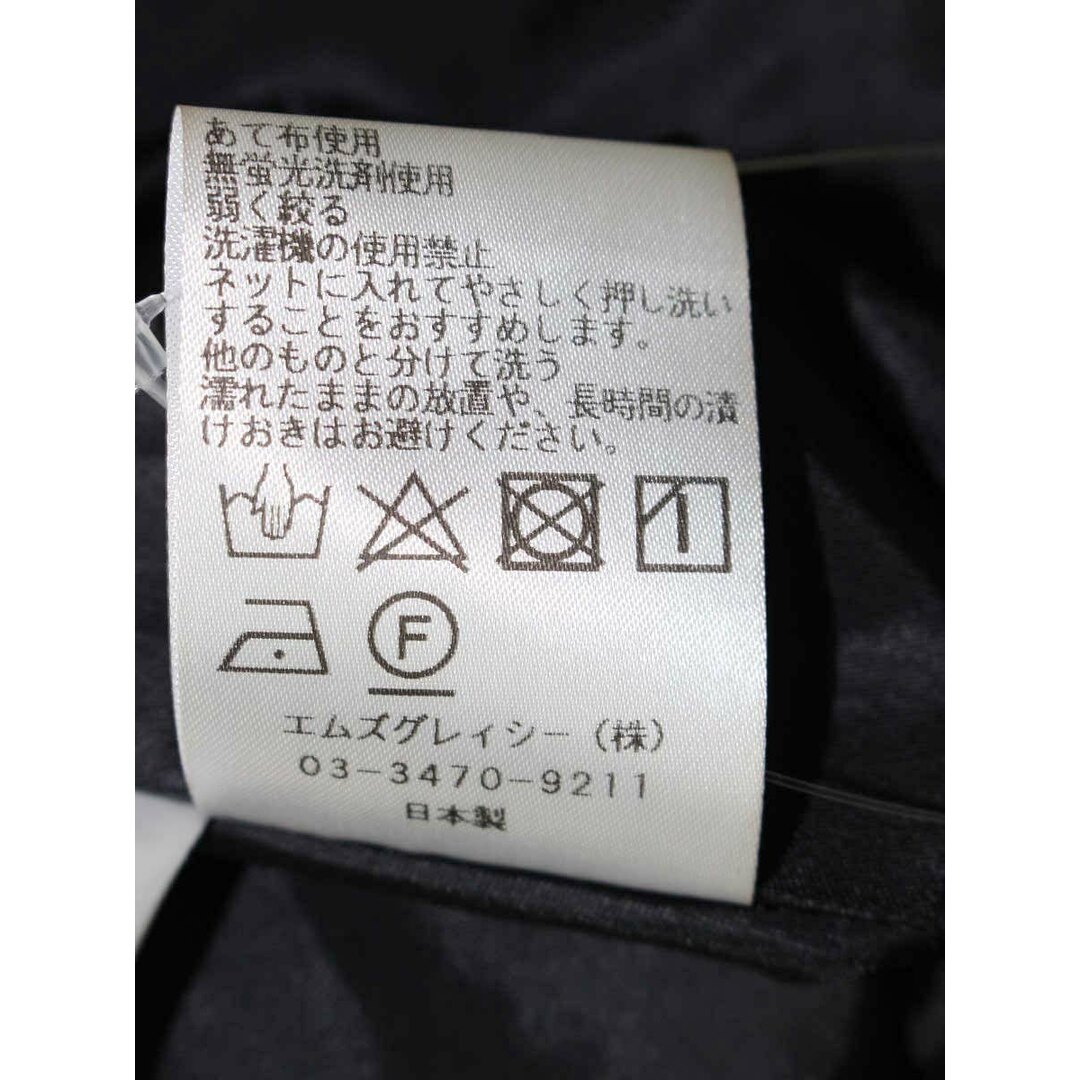 あて布使用
無蛍光洗剤使用
弱く絞る
洗濯機の使用禁止
ネットに入れてやさしく押し洗い
することをおすすめします。
他のものと分けて洗う
濡れたままの放置や、長時間の漬
けおきはお避けください。
F
エムズグレイシー(株)
03-3470-9211
日本製